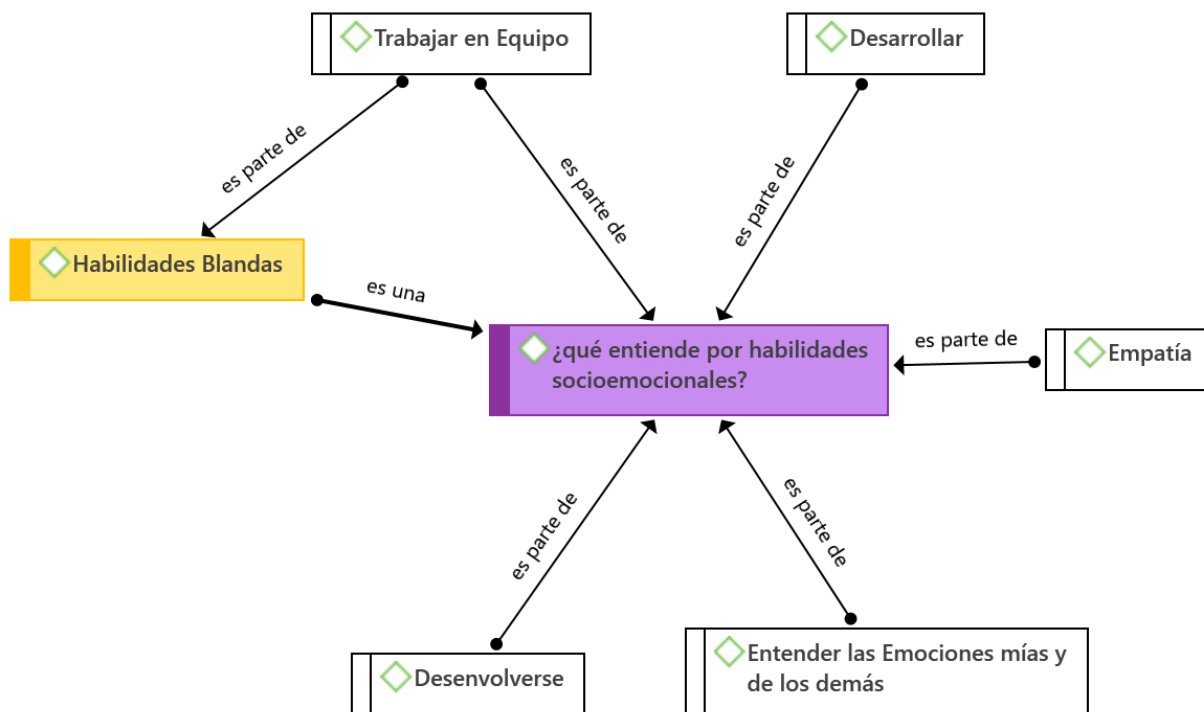 Trabajar en Equipo
Desarrollar
es parte de
es parte de
es parte de
Habilidades Blandas
es una
¿qué entiende por habilidades
socioemocionales?
es parte de
Empatía
es parte de
es parte de
Desenvolverse
Entender las Emociones mías y
de los demás